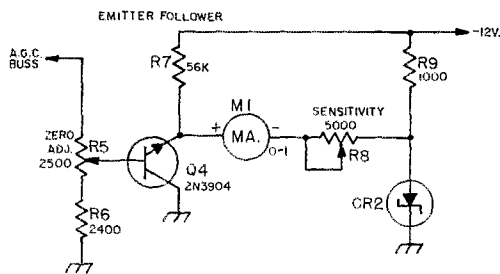 EMITTER FOLLOWER
-12V.
A.G.C.
BUSS
R7
56K
R9
1000
M1
+
MA.
-
0-1
SENSITIVITY
5000
R8
ZERO
ADJ.
2500
R5
Q4
2N3904
CR2
R6
2400